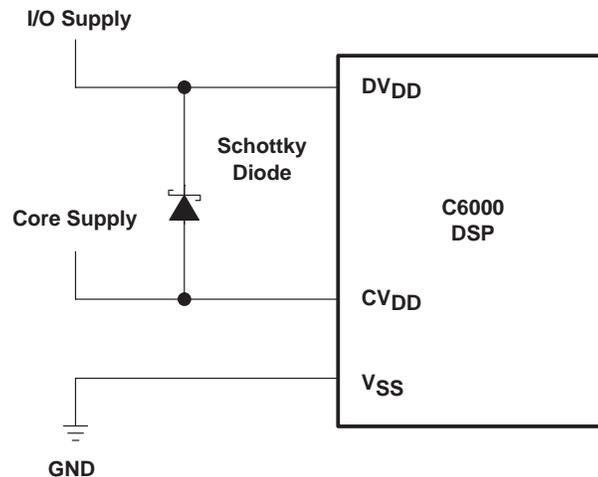 I/O Supply
DVDD
Schottky
Diode
C6000
DSP
Core Supply
CVDD
VSS
GND